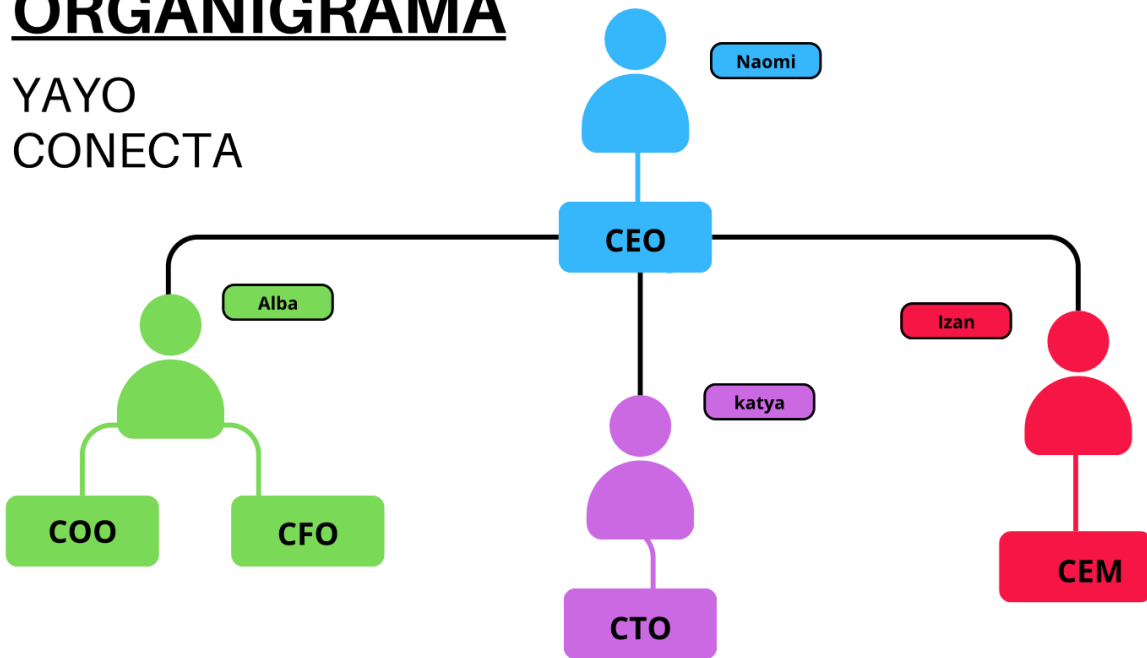 ORGANIGRAMA
YAYO
CONECTA
Naomi
CEO
Alba
Izan
katya
COO
CFO
CEM
CTO